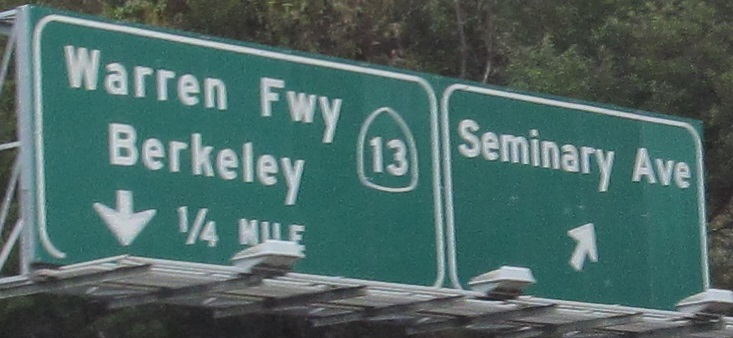 Warren Fwy
Berkeley
13
1/4 MILE
Seminary Ave